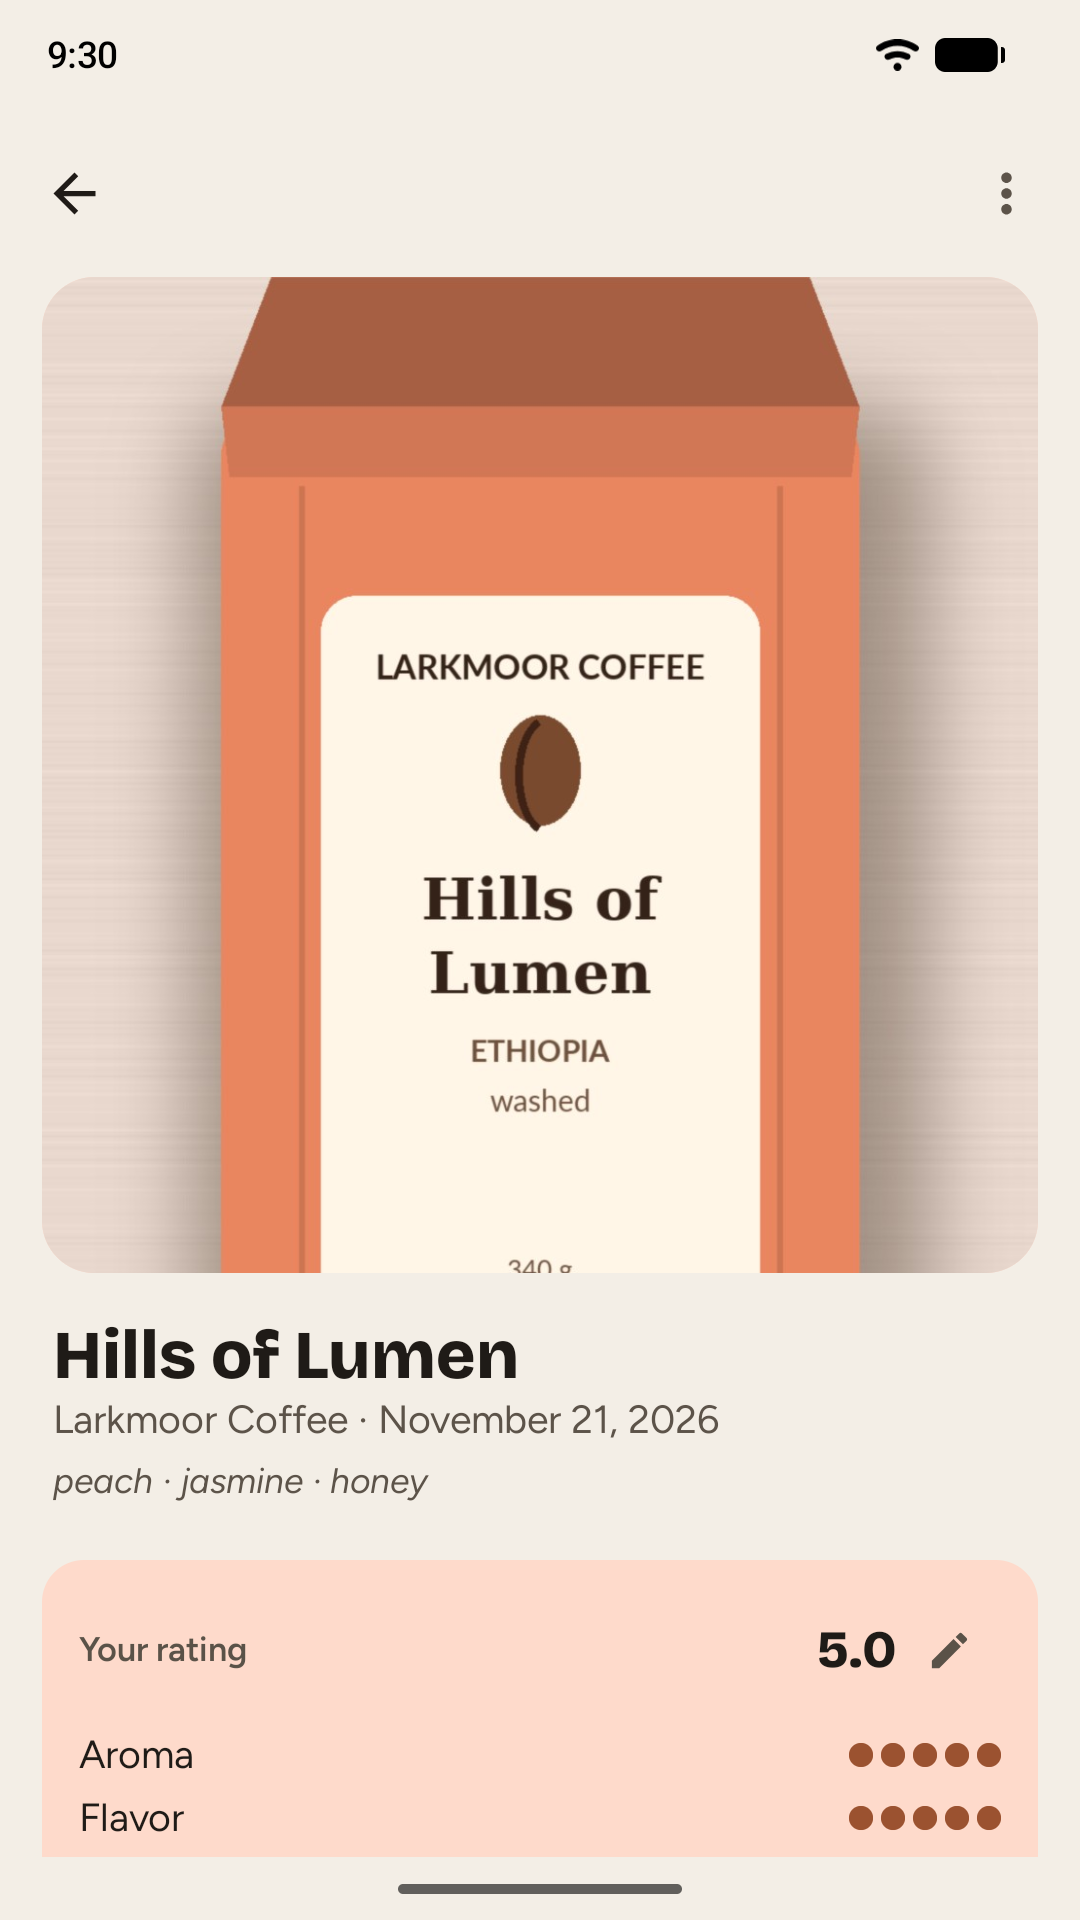 9:30
LARKMOOR COFFEE
Hills of
Lumen
ETHIOPIA
washed
340 g
Hills of Lumen
Larkmoor Coffee · November 21, 2026
peach · jasmine · honey
Your rating
5.0
Aroma
Flavor